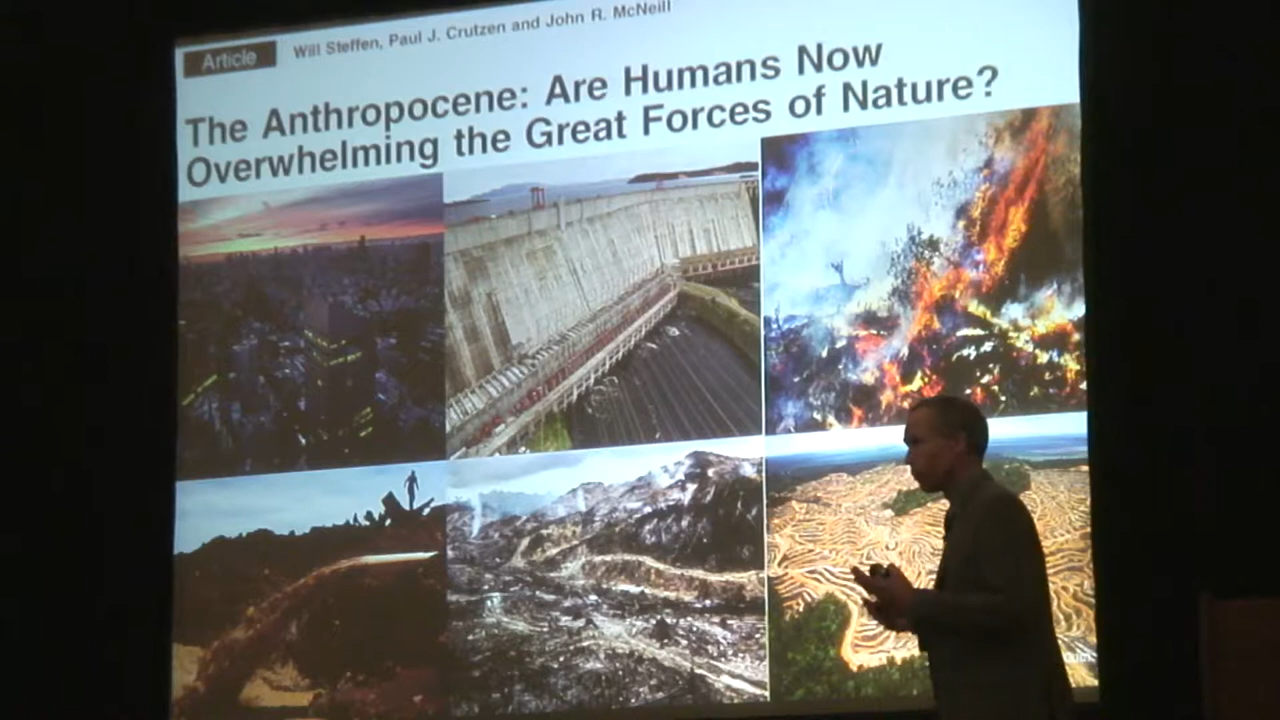 Article
Will Steffen, Paul J. Crutzen and John R. McNeill
The Anthropocene: Are Humans Now
Overwhelming the Great Forces of Nature?